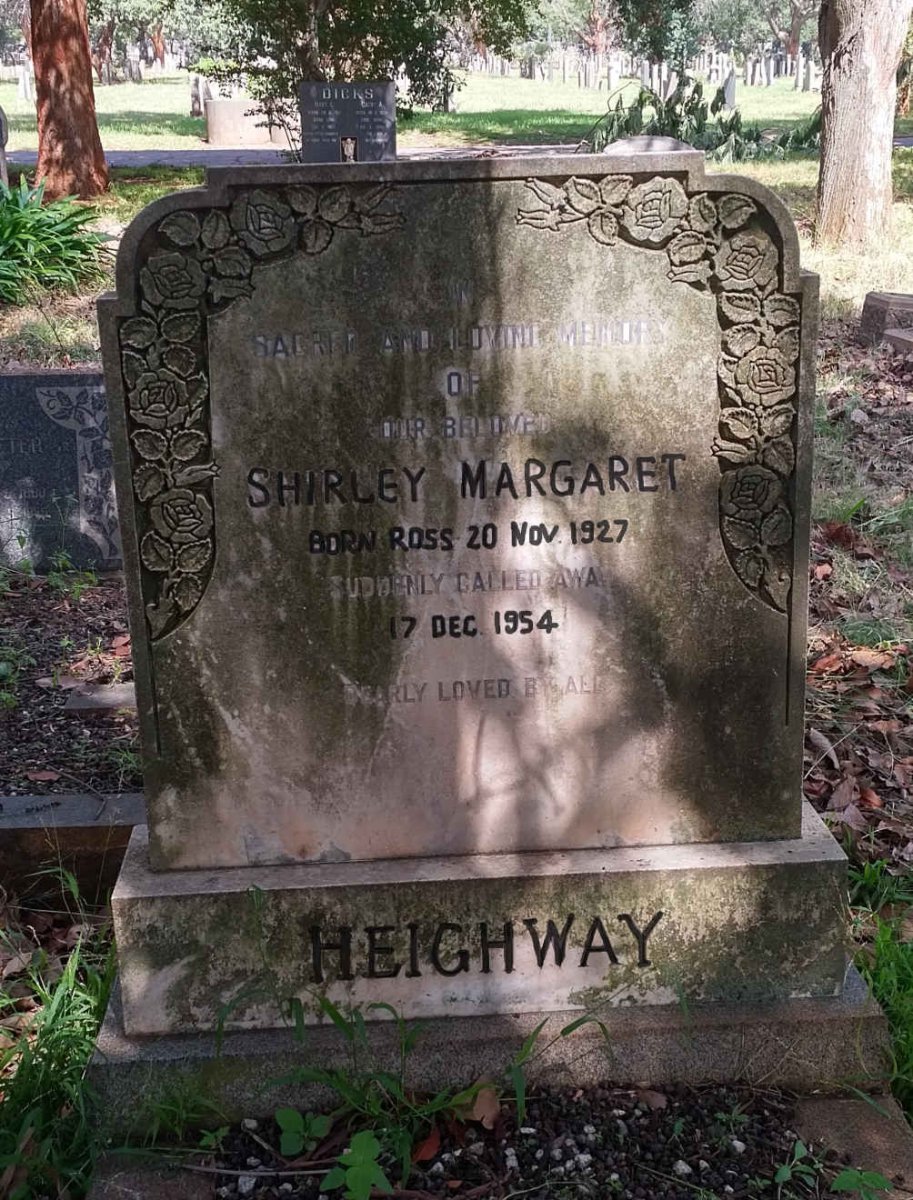 DICKS
IN
SACRED AND LOVING MEMORY
OF
OUR BELOVED
SHIRLEY MARGARET
BORN ROSS 20 NOV. 1927
SUDDENLY CALLED AWAY
17 DEC. 1954
DEARLY LOVED BY ALL
HEIGHWAY